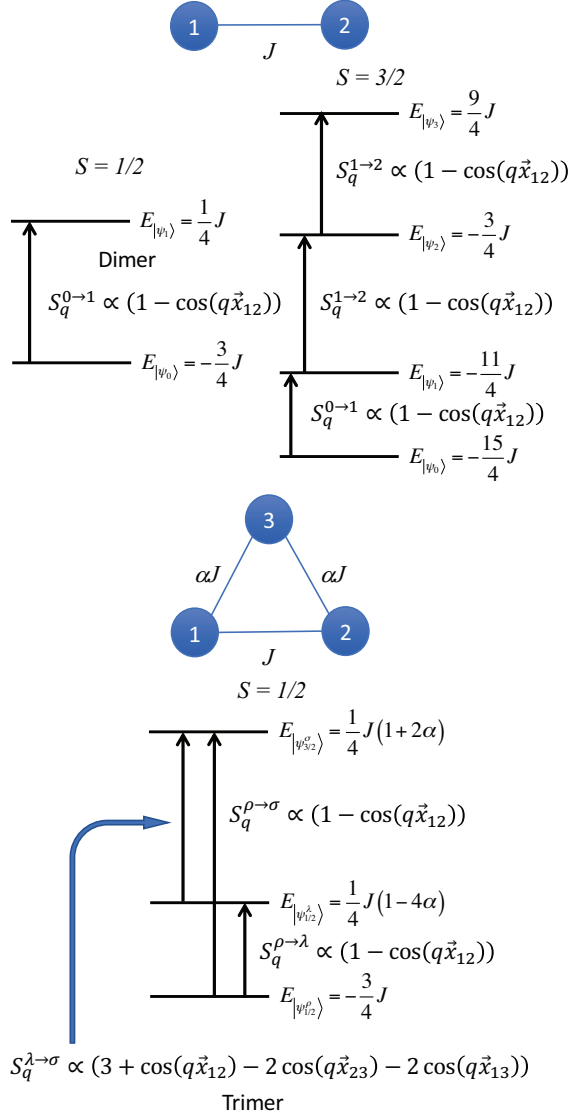 1 2
J
S = 3/2
E|ψ₃⟩ = 9/4 J
S = 1/2
S_q^{1→2} ∝ (1 − cos(qx⃗₁₂))
E|ψ₁⟩ = 1/4 J
E|ψ₂⟩ = −3/4 J
Dimer
S_q^{0→1} ∝ (1 − cos(qx⃗₁₂))
S_q^{1→2} ∝ (1 − cos(qx⃗₁₂))
E|ψ₀⟩ = −3/4 J
E|ψ₁⟩ = −11/4 J
S_q^{0→1} ∝ (1 − cos(qx⃗₁₂))
E|ψ₀⟩ = −15/4 J
3
αJ αJ
1 2
J
S = 1/2
E|ψ_{3/2}^σ⟩ = 1/4 J(1+2α)
S_q^{ρ→σ} ∝ (1 − cos(qx⃗₁₂))
E|ψ_{1/2}^λ⟩ = 1/4 J(1−4α)
S_q^{ρ→λ} ∝ (1 − cos(qx⃗₁₂))
E|ψ_{1/2}^ρ⟩ = −3/4 J
S_q^{λ→σ} ∝ (3 + cos(qx⃗₁₂) − 2 cos(qx⃗₂₃) − 2 cos(qx⃗₁₃))
Trimer